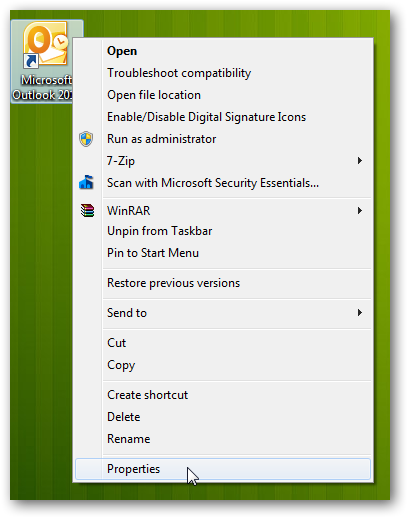 Microsoft
Outlook 20
Open
Troubleshoot compatibility
Open file location
Enable/Disable Digital Signature Icons
Run as administrator
7-Zip
Scan with Microsoft Security Essentials...
WinRAR
Unpin from Taskbar
Pin to Start Menu
Restore previous versions
Send to
Cut
Copy
Create shortcut
Delete
Rename
Properties